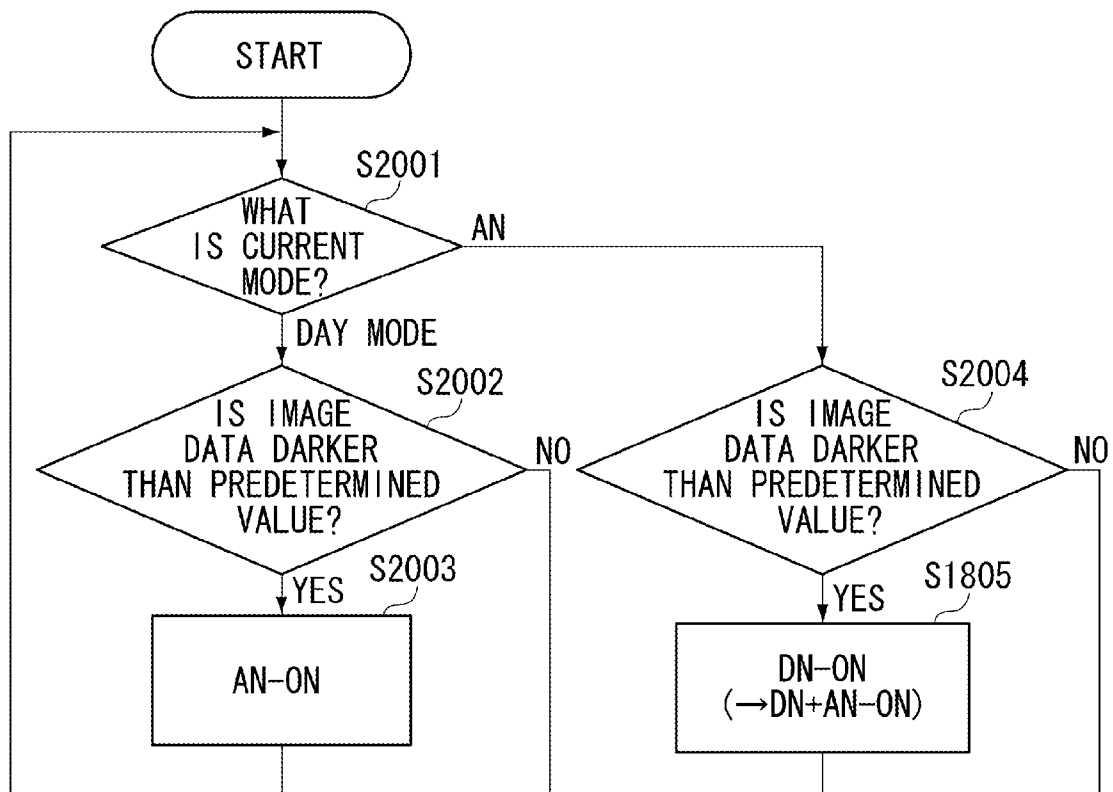 START
S2001
WHAT
IS CURRENT
MODE?
AN
DAY MODE
S2002
IS IMAGE
DATA DARKER
THAN PREDETERMINED
VALUE?
NO
S2004
IS IMAGE
DATA DARKER
THAN PREDETERMINED
VALUE?
NO
YES
S2003
AN-ON
YES
S1805
DN-ON
(→DN+AN-ON)